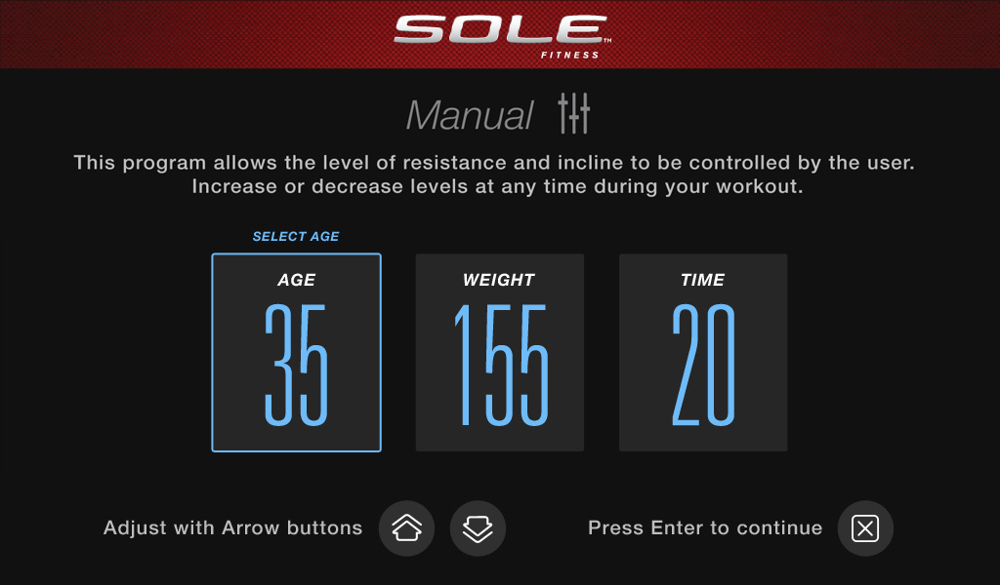 SOLE™
FITNESS
Manual
This program allows the level of resistance and incline to be controlled by the user.
Increase or decrease levels at any time during your workout.
SELECT AGE
AGE
35
WEIGHT
155
TIME
20
Adjust with Arrow buttons
Press Enter to continue